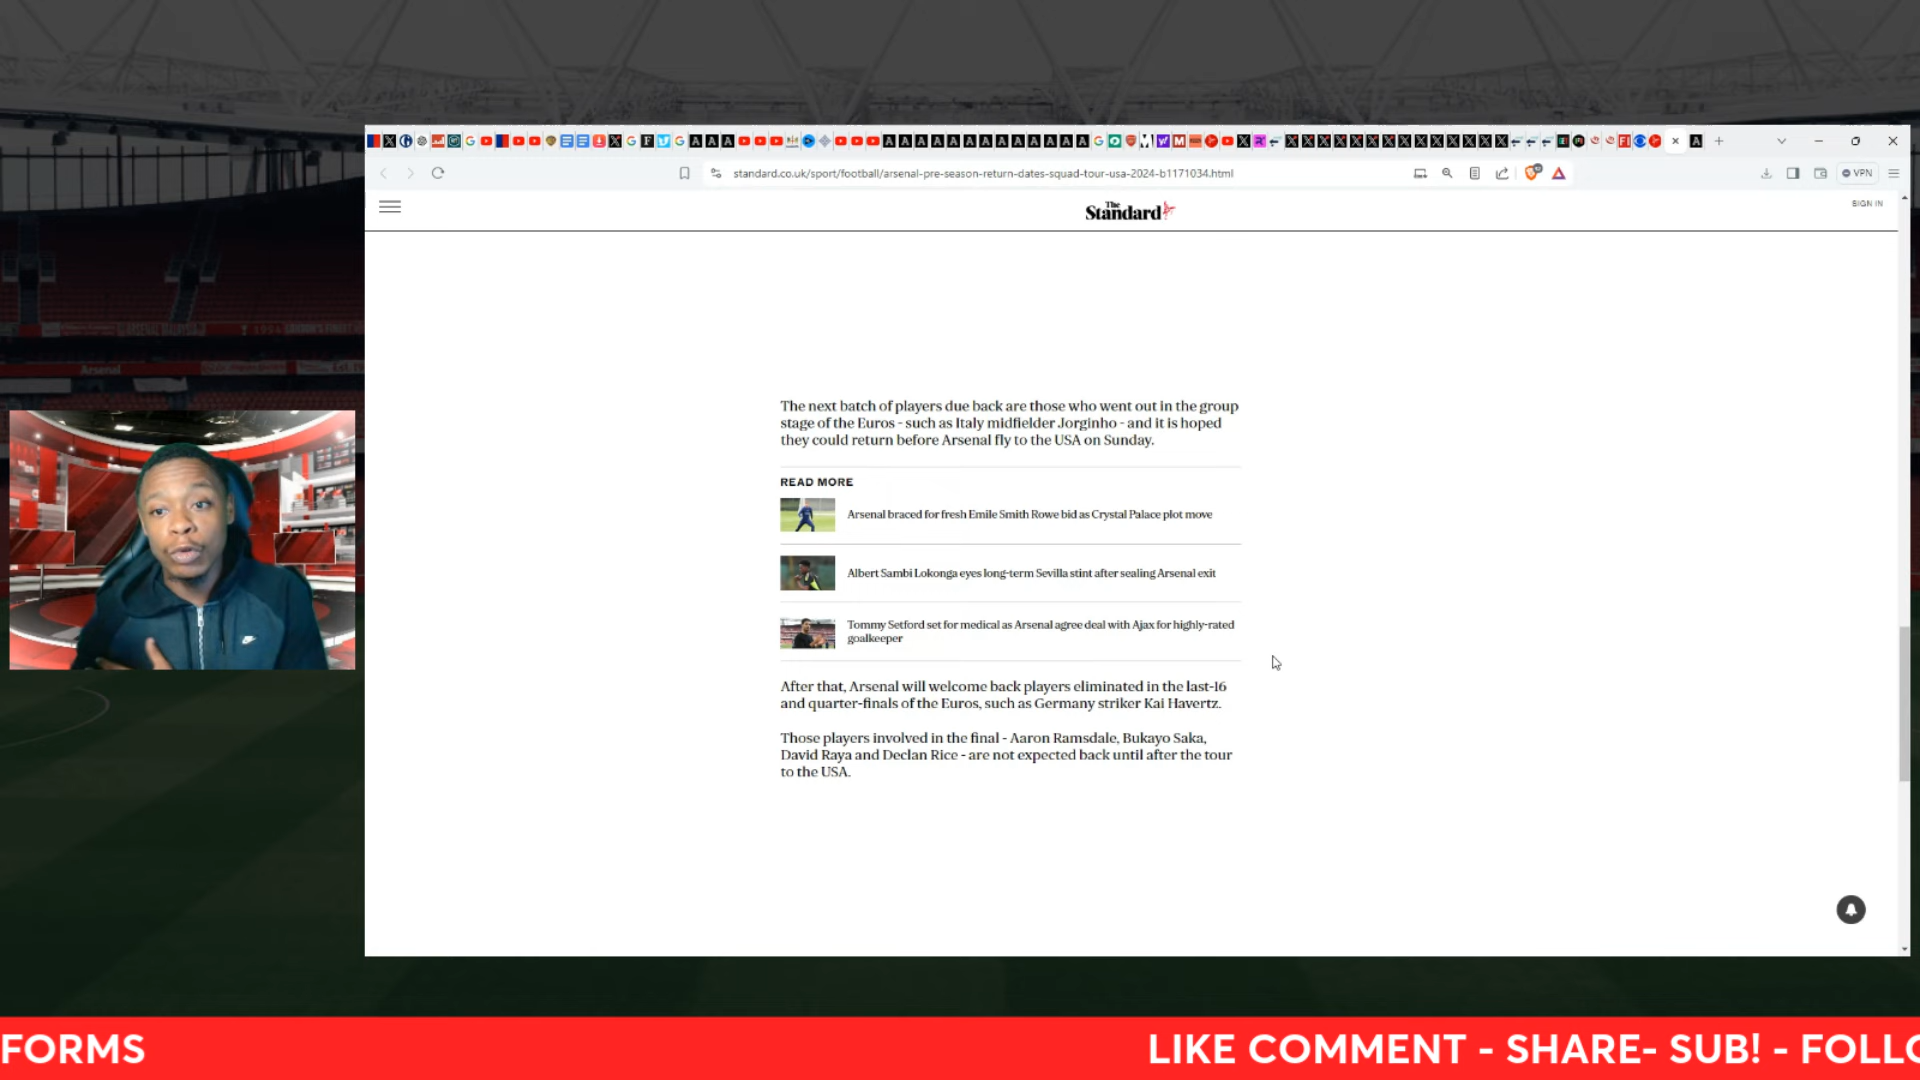 standard.co.uk/sport/football/arsenal-pre-season-return-dates-squad-tour-usa-2024-b1171034.html
VPN
The
Standard
SIGN IN
The next batch of players due back are those who went out in the group
stage of the Euros - such as Italy midfielder Jorginho - and it is hoped
they could return before Arsenal fly to the USA on Sunday.
READ MORE
Arsenal braced for fresh Emile Smith Rowe bid as Crystal Palace plot move
Albert Sambi Lokonga eyes long-term Sevilla stint after sealing Arsenal exit
Tommy Setford set for medical as Arsenal agree deal with Ajax for highly-rated
goalkeeper
After that, Arsenal will welcome back players eliminated in the last-16
and quarter-finals of the Euros, such as Germany striker Kai Havertz.
Those players involved in the final - Aaron Ramsdale, Bukayo Saka,
David Raya and Declan Rice - are not expected back until after the tour
to the USA.
Arsenal
FORMS
LIKE COMMENT - SHARE- SUB! - FOLLO